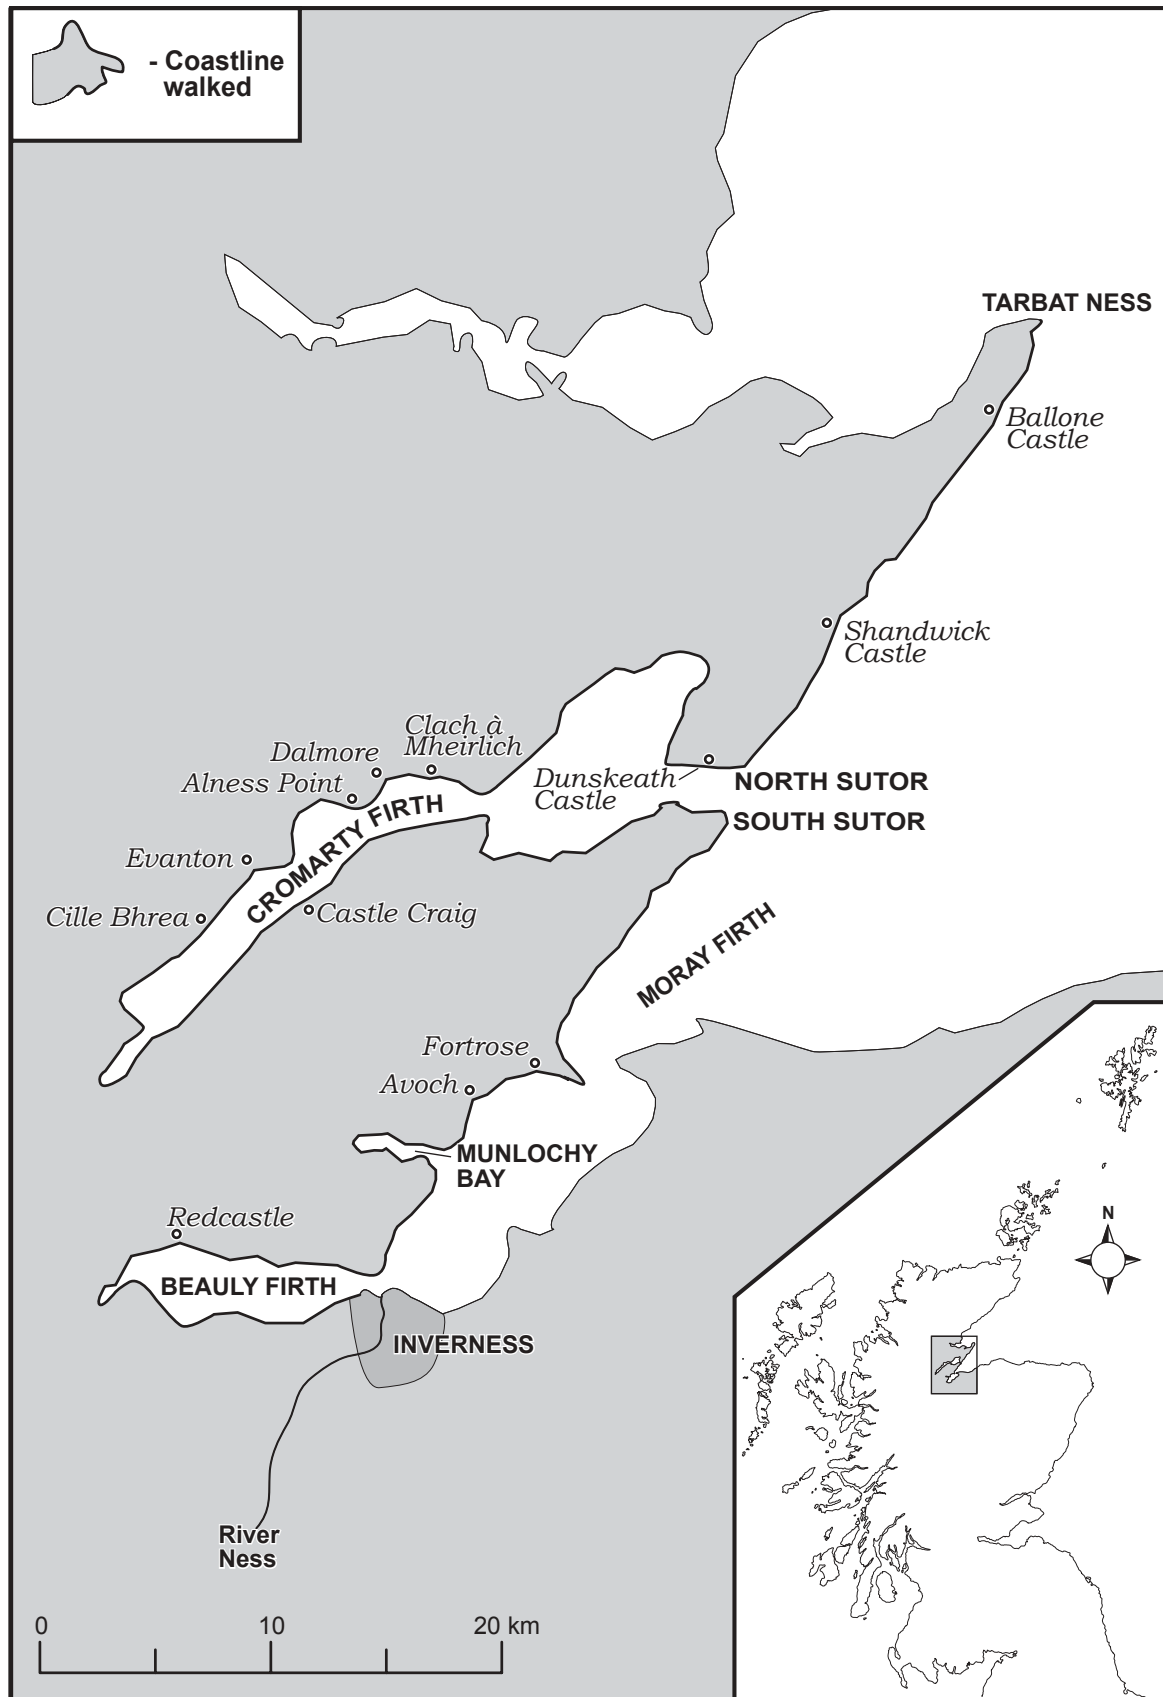 - Coastline
walked
TARBAT NESS
Ballone
Castle
Shandwick
Castle
Clach à
Mheirlich
Dalmore
Alness Point
Dunskeath
Castle
NORTH SUTOR
SOUTH SUTOR
CROMARTY FIRTH
Evanton
Cille Bhrea
Castle Craig
MORAY FIRTH
Fortrose
Avoch
MUNLOCHY
BAY
Redcastle
BEAULY FIRTH
INVERNESS
N
River
Ness
0 10 20 km